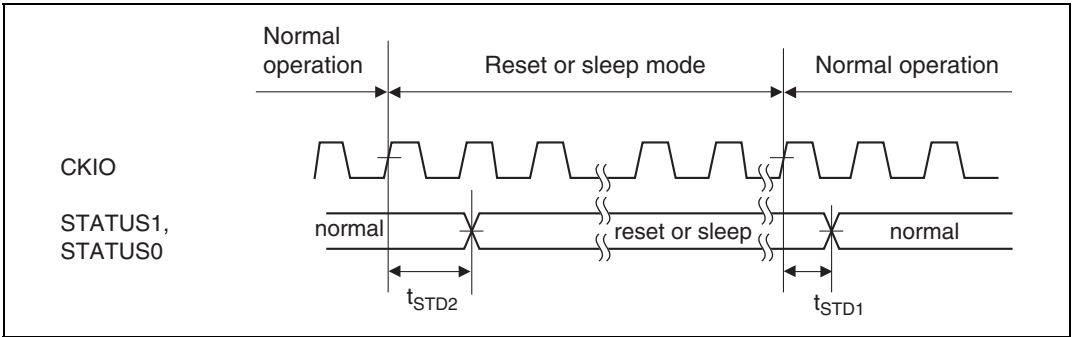 Normal
operation
Reset or sleep mode
Normal operation
CKIO
STATUS1,
STATUS0
normal
reset or sleep
normal
tSTD2
tSTD1